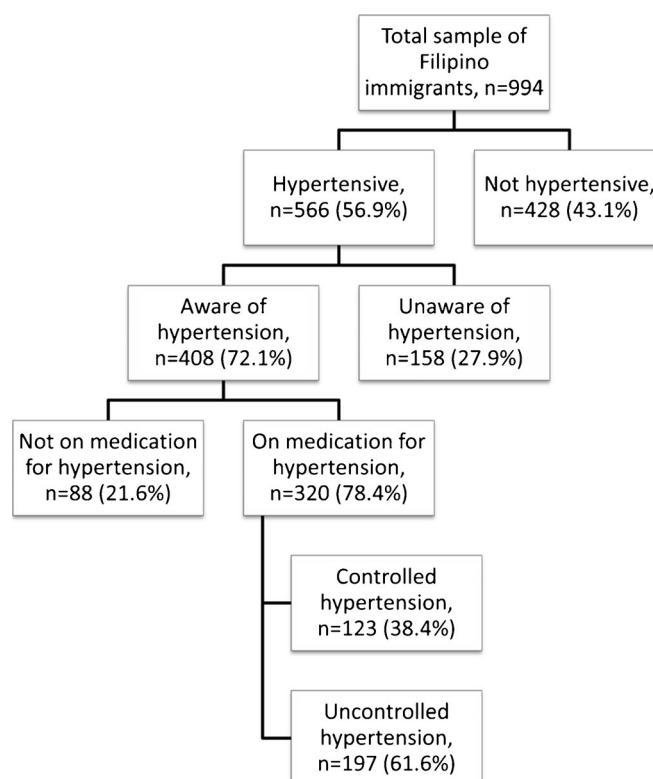 Total sample of
Filipino
immigrants, n=994
Hypertensive,
n=566 (56.9%)
Not hypertensive,
n=428 (43.1%)
Aware of
hypertension,
n=408 (72.1%)
Unaware of
hypertension,
n=158 (27.9%)
Not on medication
for hypertension,
n=88 (21.6%)
On medication for
hypertension,
n=320 (78.4%)
Controlled
hypertension,
n=123 (38.4%)
Uncontrolled
hypertension,
n=197 (61.6%)